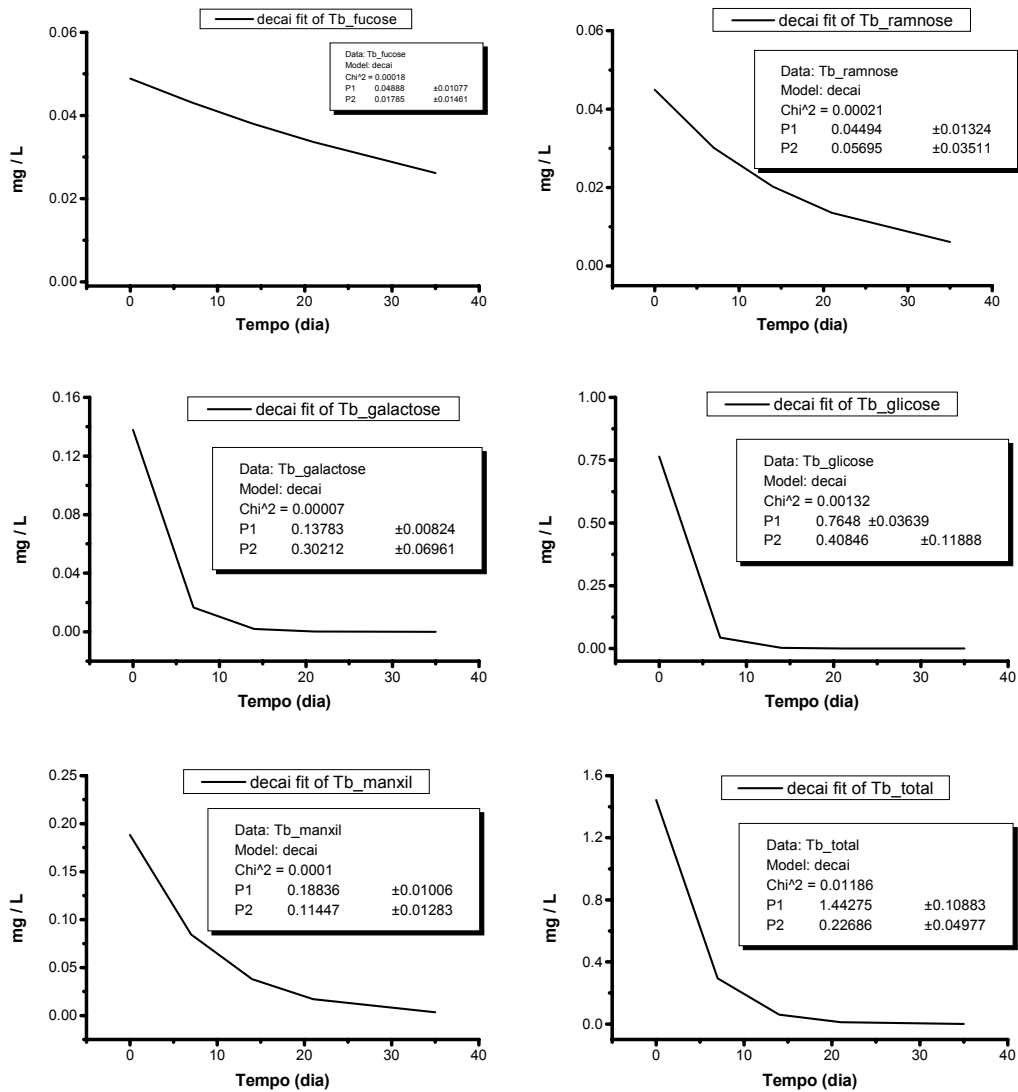 decai fit of Tb_fucose
Data: Tb_fucose
Model: decai
Chi^2 = 0.00018
P1 0.04888 ±0.01077
P2 0.01785 ±0.01461
0.06
0.04
0.02
0.00
mg / L
0 10 20 30 40
Tempo (dia)
decai fit of Tb_ramnose
Data: Tb_ramnose
Model: decai
Chi^2 = 0.00021
P1 0.04494 ±0.01324
P2 0.05695 ±0.03511
0.06
0.04
0.02
0.00
mg / L
0 10 20 30 40
Tempo (dia)
decai fit of Tb_galactose
Data: Tb_galactose
Model: decai
Chi^2 = 0.00007
P1 0.13783 ±0.00824
P2 0.30212 ±0.06961
0.16
0.12
0.08
0.04
0.00
mg / L
0 10 20 30 40
Tempo (dia)
decai fit of Tb_glicose
Data: Tb_glicose
Model: decai
Chi^2 = 0.00132
P1 0.7648 ±0.03639
P2 0.40846 ±0.11888
1.00
0.75
0.50
0.25
0.00
mg / L
0 10 20 30 40
Tempo (dia)
decai fit of Tb_manxil
Data: Tb_manxil
Model: decai
Chi^2 = 0.0001
P1 0.18836 ±0.01006
P2 0.11447 ±0.01283
0.25
0.20
0.15
0.10
0.05
0.00
mg / L
0 10 20 30 40
Tempo (dia)
decai fit of Tb_total
Data: Tb_total
Model: decai
Chi^2 = 0.01186
P1 1.44275 ±0.10883
P2 0.22686 ±0.04977
1.6
1.2
0.8
0.4
0.0
mg / L
0 10 20 30 40
Tempo (dia)